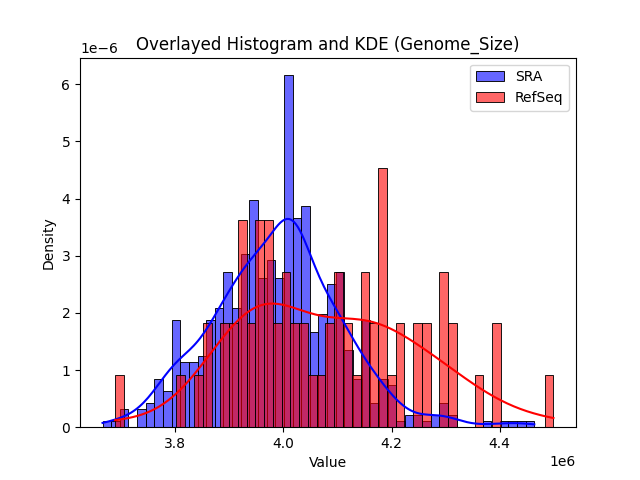 Overlayed Histogram and KDE (Genome_Size)
1e−6
SRA
RefSeq
6
5
4
3
2
1
0
Density
3.8
4.0
4.2
4.4
1e6
Value